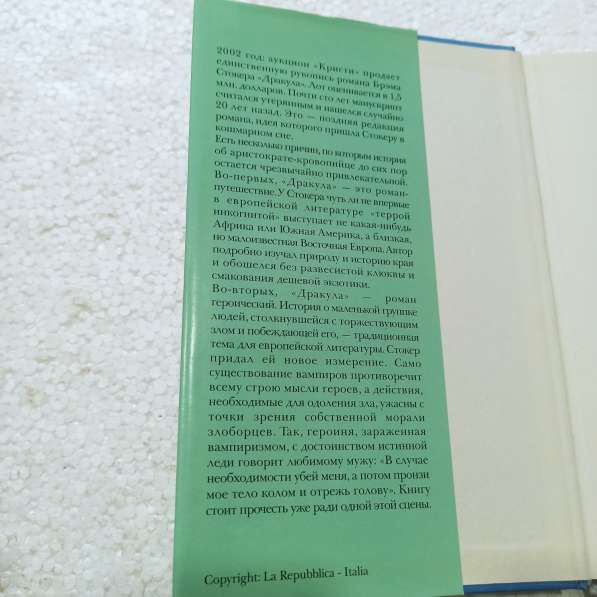 2002 год: аукцион «Кристи» продает
единственную рукопись романа Брэма
Стокера «Дракула». Лот оценивается в 1,5
млн. долларов. Почти сто лет манускрипт
считался утерянным и нашелся случайно
20 лет назад. Это — поздняя редакция
романа, идея которого пришла Стокеру в
кошмарном сне.
Есть несколько причин, по которым история
об аристократе-кровопийце до сих пор
остается чрезвычайно привлекательной.
Во-первых, «Дракула» — это роман-
путешествие. У Стокера чуть ли не впервые
в европейской литературе "террой
инкогнитой" выступает не какая-нибудь
Африка или Южная Америка, а близкая,
но малоизвестная Восточная Европа. Автор
подробно изучал природу и историю края
и обошелся без развесистой клюквы и
смакования дешевой экзотики.
Во-вторых, «Дракула» — роман
героический. История о маленькой группке
людей, столкнувшейся с торжествующим
злом и побеждающей его, — традиционная
тема для европейской литературы. Стокер
придал ей новое измерение. Само
существование вампиров противоречит
всему строю мысли героев, а действия,
необходимые для одоления зла, ужасны с
точки зрения собственной морали
злоборцев. Так, героиня, зараженная
вампиризмом, с достоинством истинной
леди говорит любимому мужу: «В случае
необходимости убей меня, а потом пронзи
мое тело колом и отрежь голову». Книгу
стоит прочесть уже ради одной этой сцены.
Copyright: La Repubblica - Italia